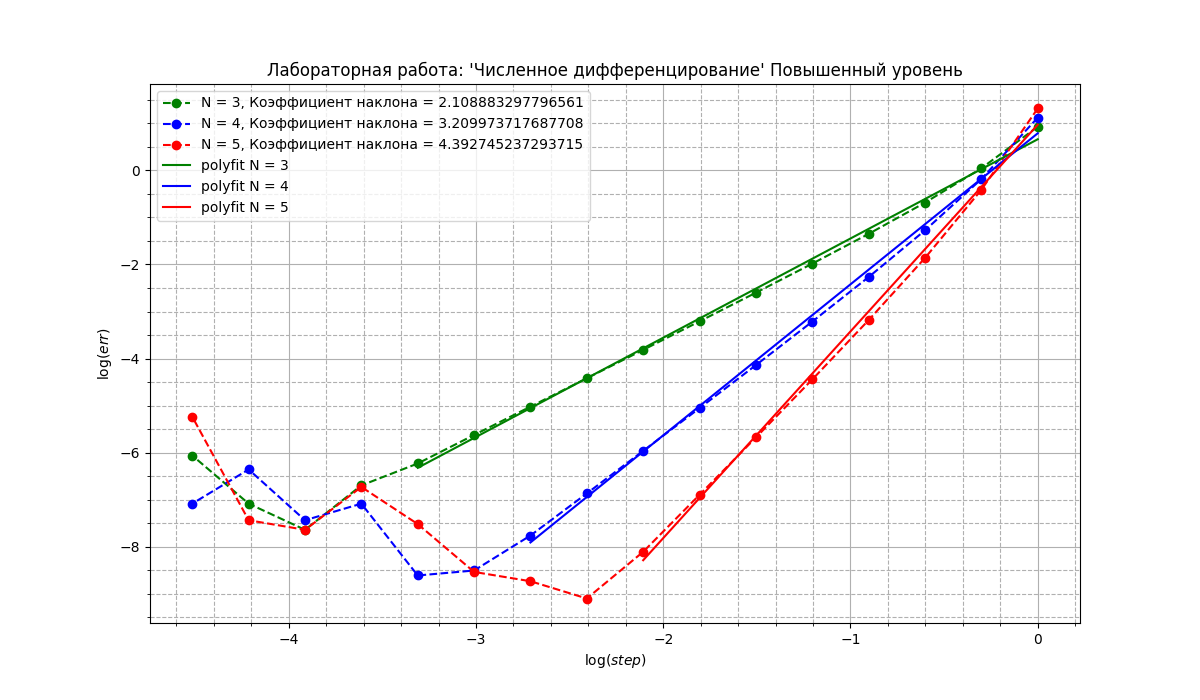 Лабораторная работа: 'Численное дифференцирование' Повышенный уровень
N = 3, Коэффициент наклона = 2.108883297796561
N = 4, Коэффициент наклона = 3.209973717687708
N = 5, Коэффициент наклона = 4.392745237293715
polyfit N = 3
polyfit N = 4
polyfit N = 5
0
−2
−4
−6
−8
log(err)
−4 −3 −2 −1 0
log(step)